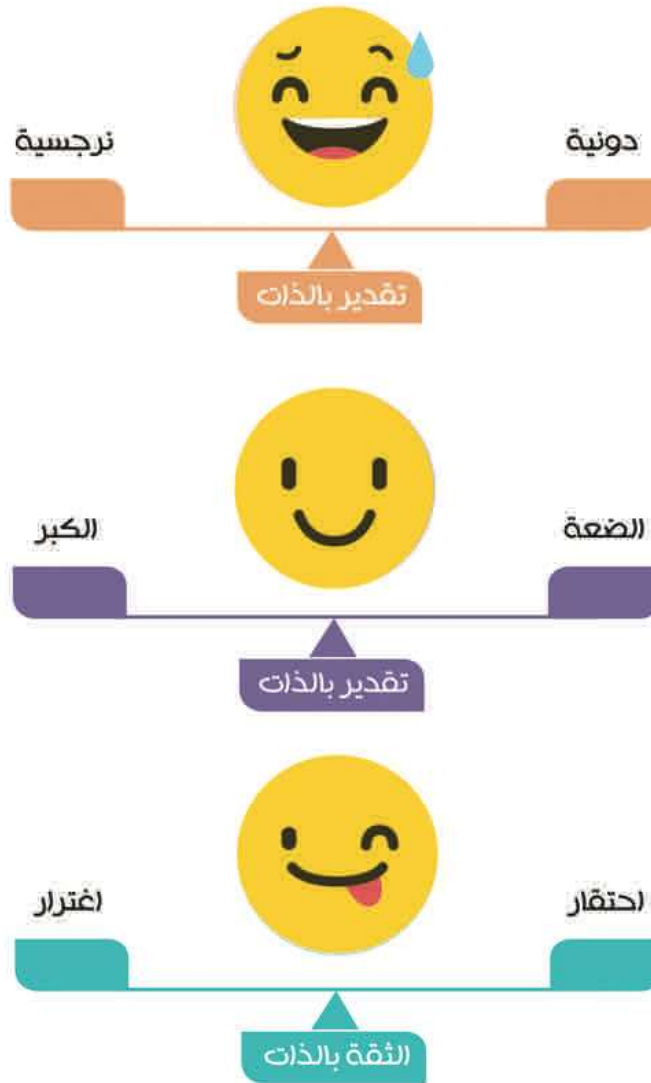 دونية
نرجسية
تقدير بالذات
الضعة
الكبر
تقدير بالذات
احتقار
اغترار
الثقة بالذات